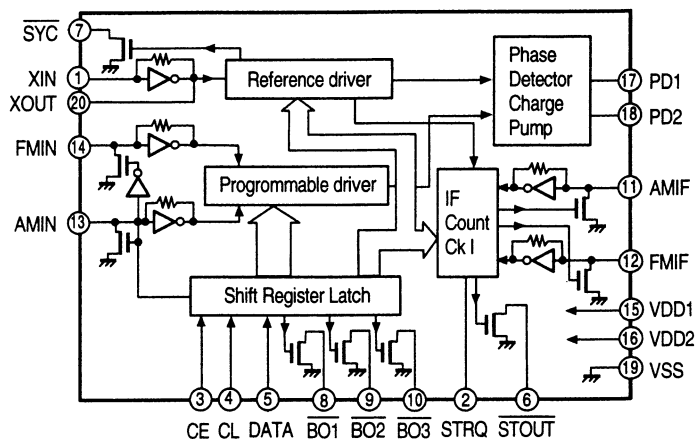 SYC
7
XIN
1
XOUT
20
FMIN
14
AMIN
13
Reference driver
Progrommable driver
Shift Register Latch
Phase
Detector
Charge
Pump
IF
Count
Ck I
17 PD1
18 PD2
11 AMIF
12 FMIF
15 VDD1
16 VDD2
19 VSS
3 4 5 8 9 10 2 6
CE CL DATA BO1 BO2 BO3 STRQ STOUT